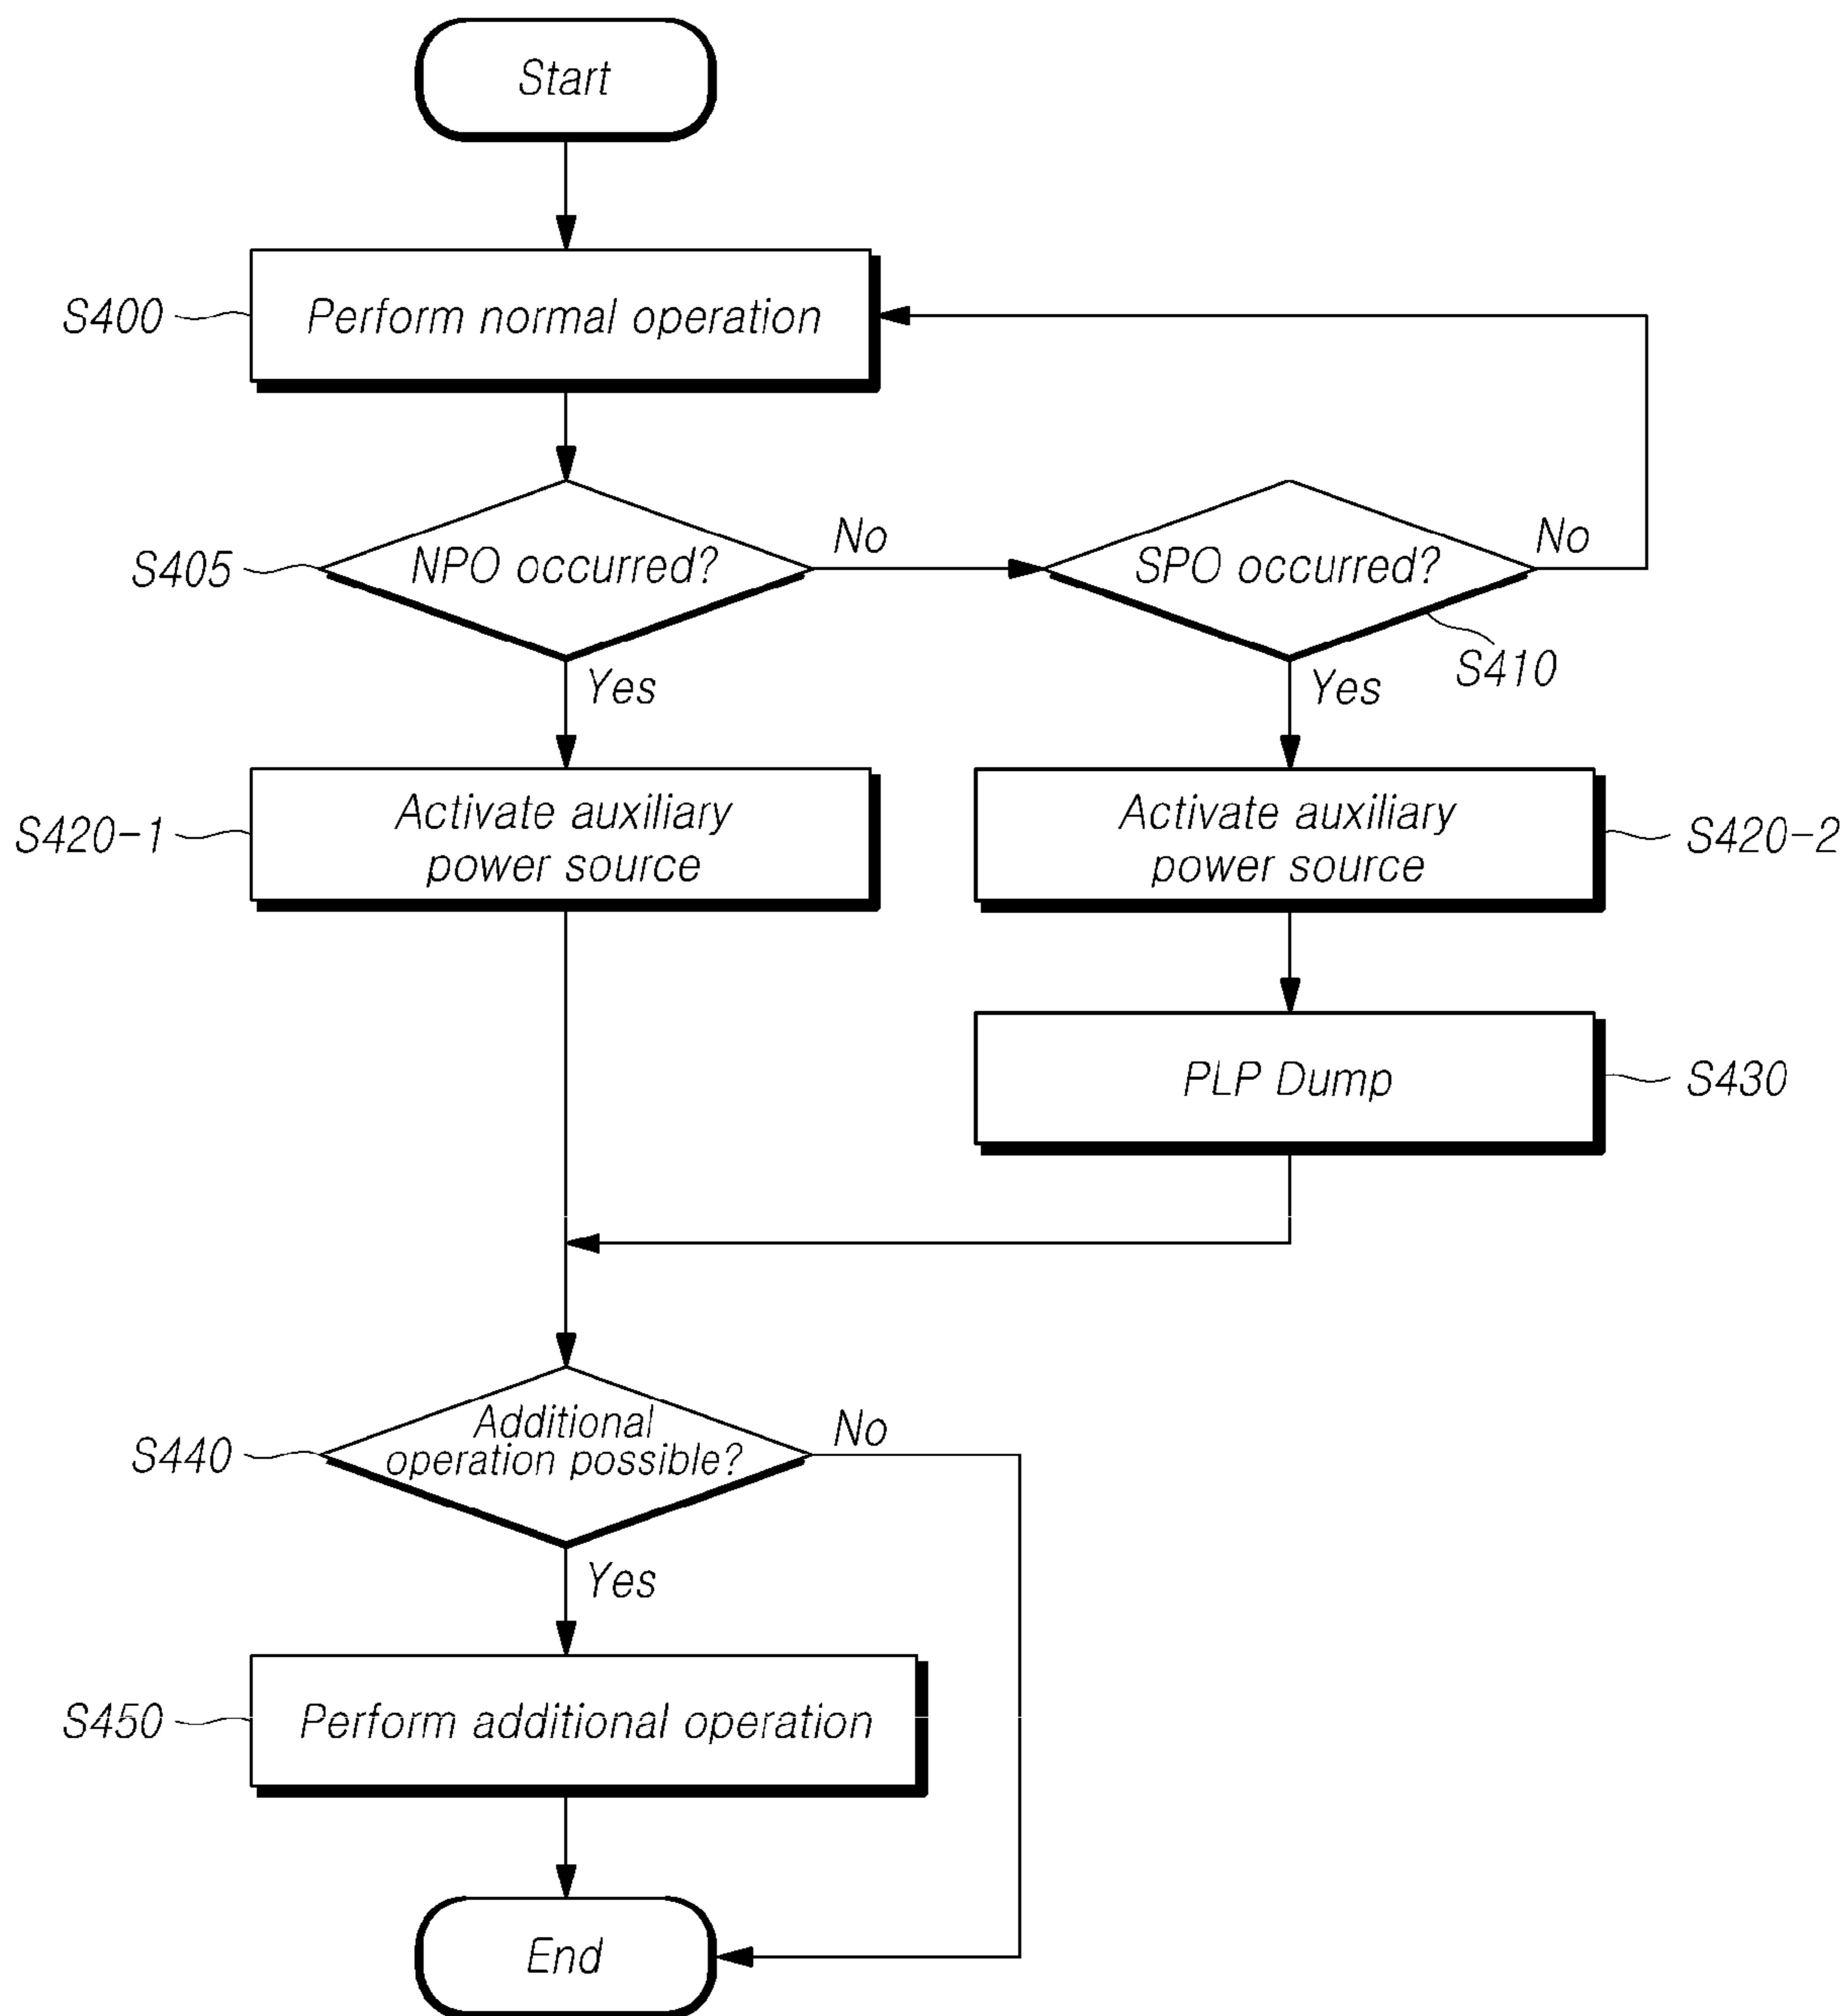 Start
S400
Perform normal operation
S405
NPO occurred?
No
SPO occurred?
No
S410
Yes
Yes
S420-1
Activate auxiliary
power source
Activate auxiliary
power source
S420-2
PLP Dump
S430
S440
Additional
operation possible?
No
Yes
S450
Perform additional operation
End